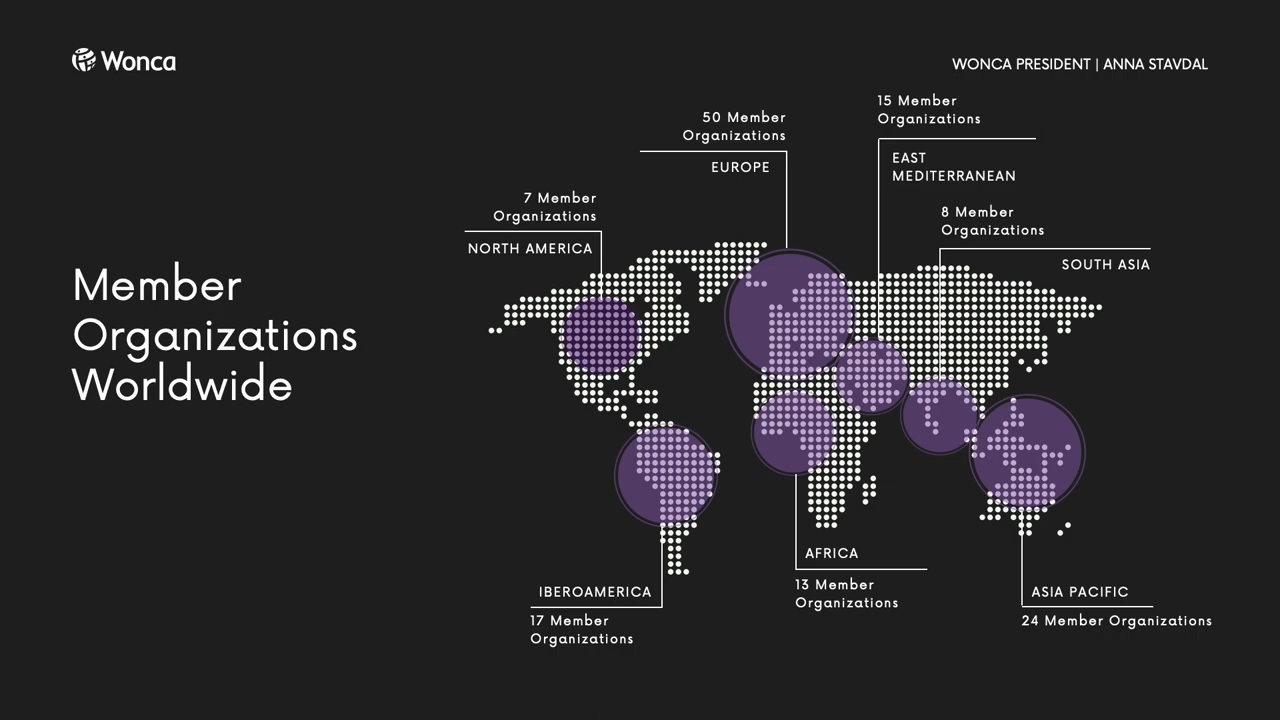 Wonca
WONCA PRESIDENT | ANNA STAVDAL
Member
Organizations
Worldwide
7 Member
Organizations
NORTH AMERICA
50 Member
Organizations
EUROPE
15 Member
Organizations
EAST
MEDITERRANEAN
8 Member
Organizations
SOUTH ASIA
IBEROAMERICA
17 Member
Organizations
AFRICA
13 Member
Organizations
ASIA PACIFIC
24 Member Organizations